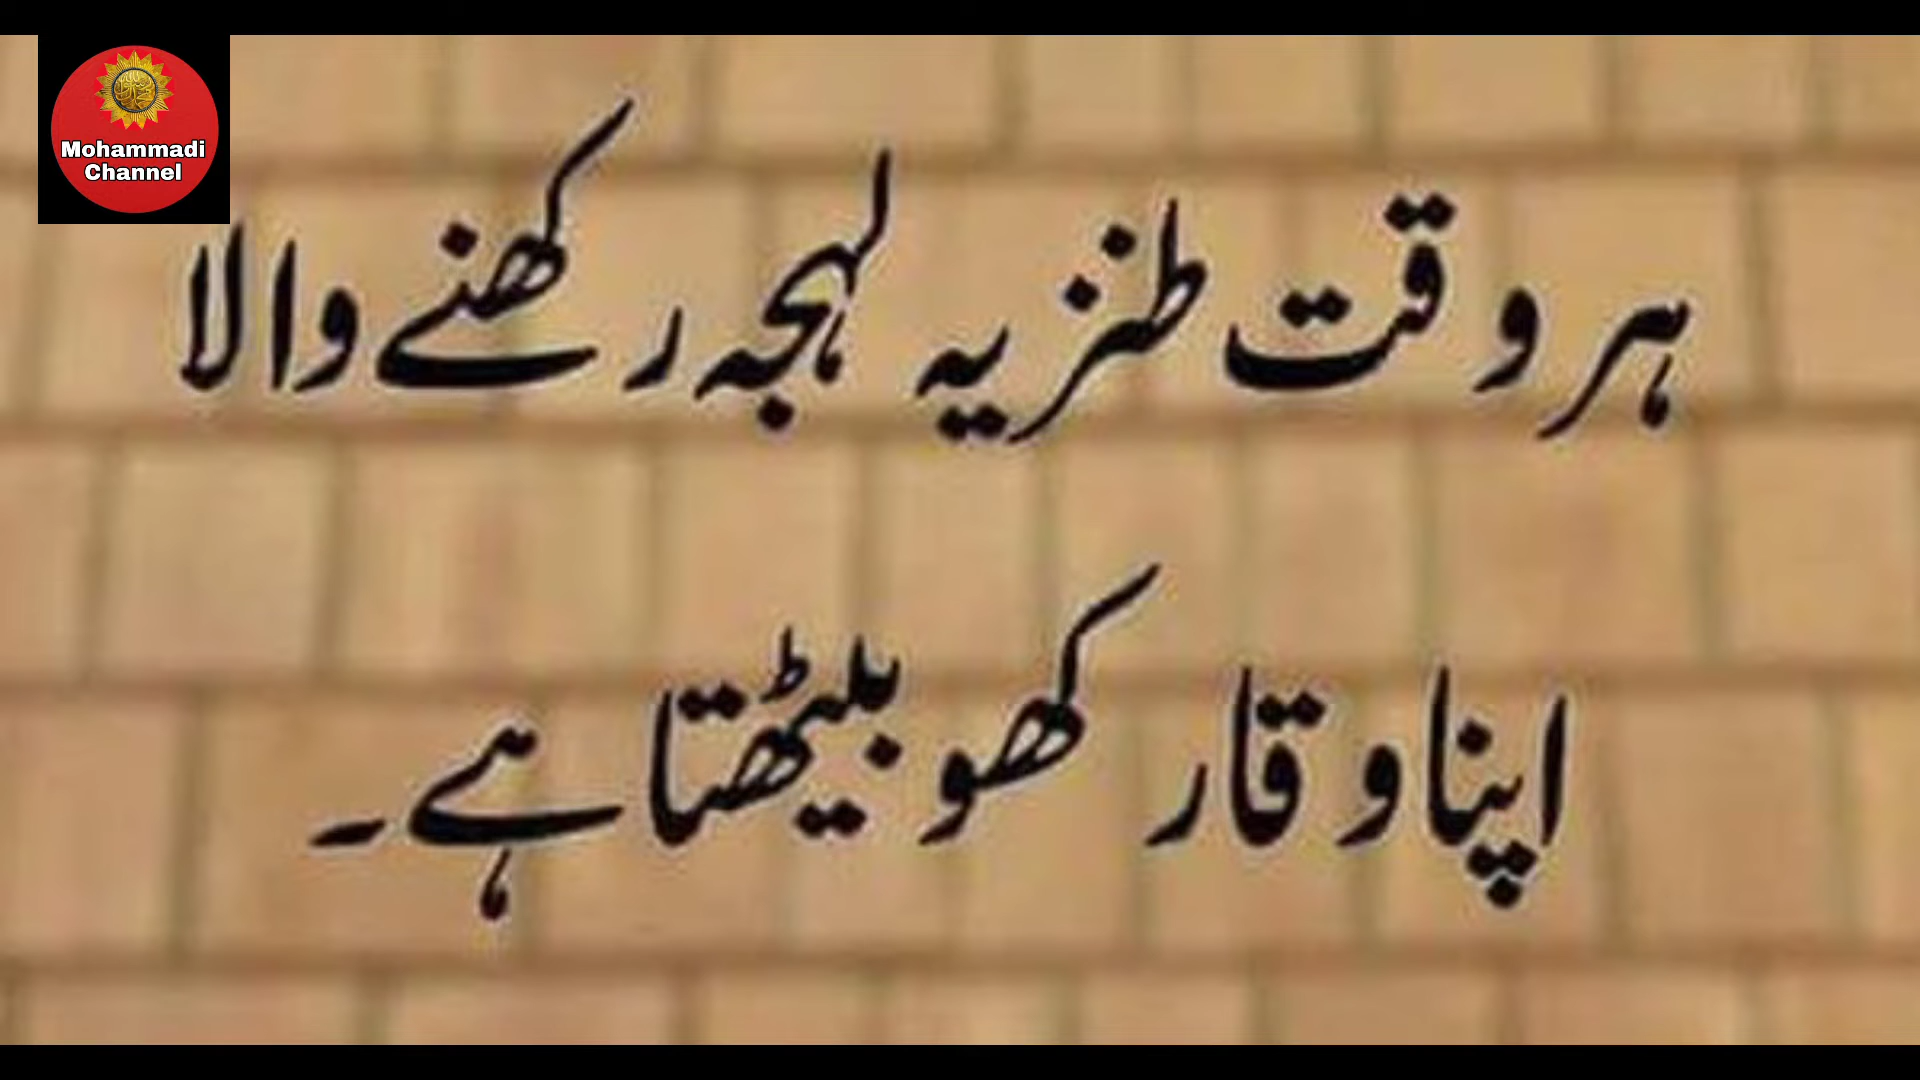 Mohammadi
Channel
ہر وقت طنزیہ لہجہ رکھنے والا
اپنا وقار کھو بیٹھتا ہے۔